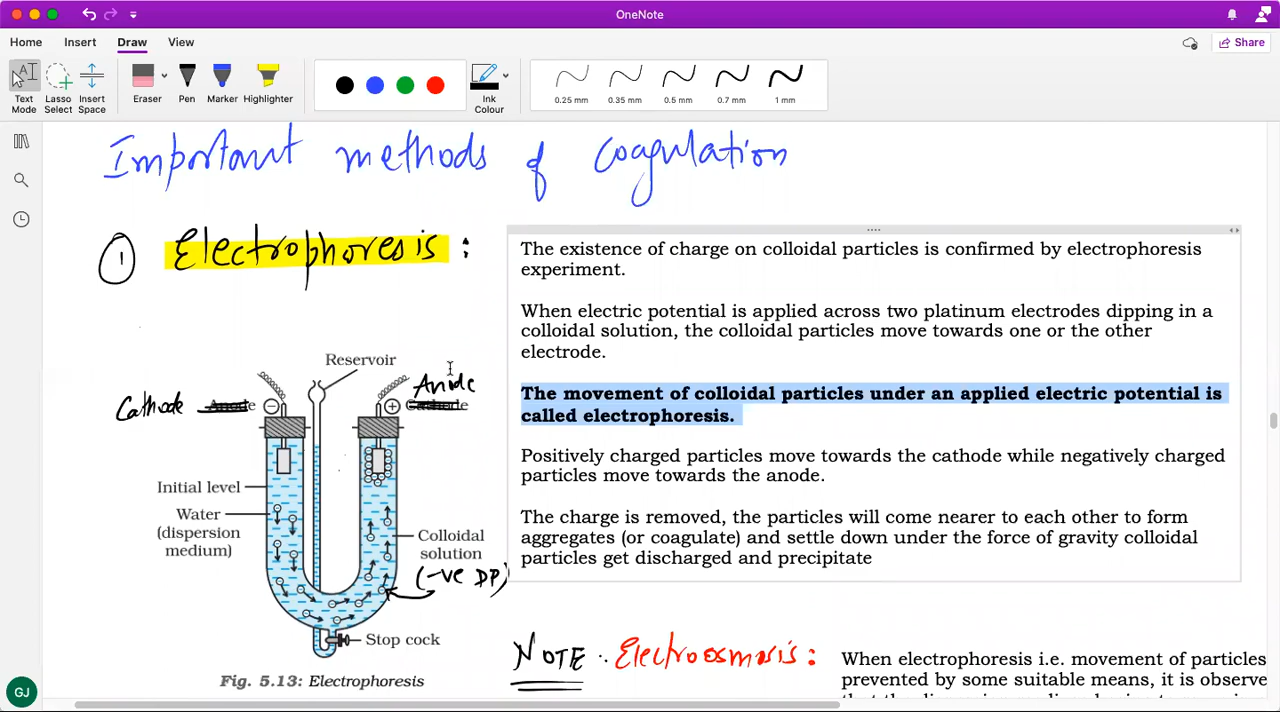 OneNote
Home Insert Draw View
Share
Text Mode
Lasso Select
Insert Space
Eraser
Pen
Marker
Highlighter
Ink Colour
0.25 mm 0.35 mm 0.5 mm 0.7 mm 1 mm
Important methods of Coagulation
① Electrophoresis :
The existence of charge on colloidal particles is confirmed by electrophoresis
experiment.
When electric potential is applied across two platinum electrodes dipping in a
colloidal solution, the colloidal particles move towards one or the other
electrode.
The movement of colloidal particles under an applied electric potential is
called electrophoresis.
Positively charged particles move towards the cathode while negatively charged
particles move towards the anode.
The charge is removed, the particles will come nearer to each other to form
aggregates (or coagulate) and settle down under the force of gravity colloidal
particles get discharged and precipitate
Reservoir
Anode
Cathode Anode
Cathode
Initial level
Water
(dispersion
medium)
Colloidal
solution
(-ve DP)
Stop cock
Fig. 5.13: Electrophoresis
NOTE : Electroosmosis :
When electrophoresis i.e. movement of particles
prevented by some suitable means, it is observe
GJ